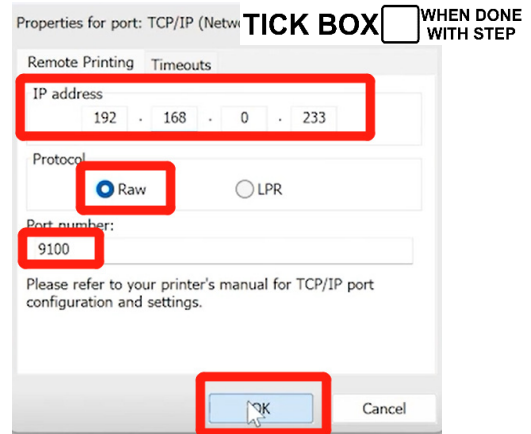 Properties for port: TCP/IP (Netw
TICK BOX
WHEN DONE
WITH STEP
Remote Printing Timeouts
IP address
192 . 168 . 0 . 233
Protocol
Raw LPR
Port number:
9100
Please refer to your printer's manual for TCP/IP port
configuration and settings.
OK Cancel